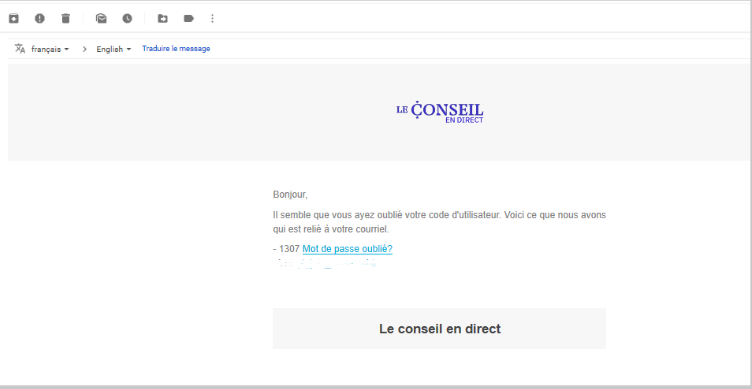 français
English
Traduire le message
LE CONSEIL
EN DIRECT
Bonjour,
Il semble que vous ayez oublié votre code d'utilisateur. Voici ce que nous avons
qui est relié à votre courriel.
- 1307 Mot de passe oublié?
Le conseil en direct